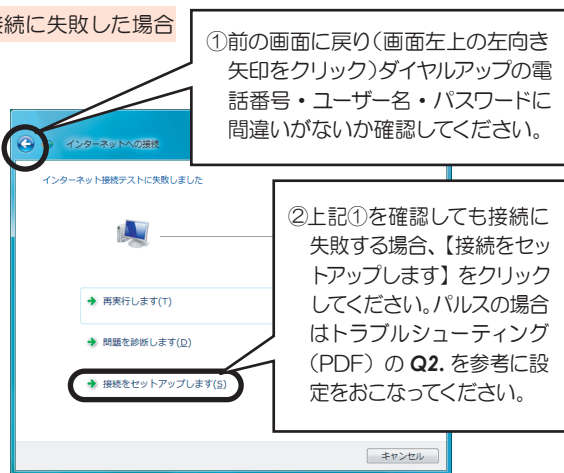 接続に失敗した場合
①前の画面に戻り(画面左上の左向き
矢印をクリック)ダイヤルアップの電
話番号・ユーザー名・パスワードに
間違いがないか確認してください。
インターネットへの接続
インターネット接続テストに失敗しました
②上記①を確認しても接続に
失敗する場合、【接続をセッ
トアップします】をクリック
してください。パルスの場合
はトラブルシューティング
(PDF)の Q2. を参考に設
定をおこなってください。
再実行します(T)
問題を診断します(D)
接続をセットアップします(S)
キャンセル